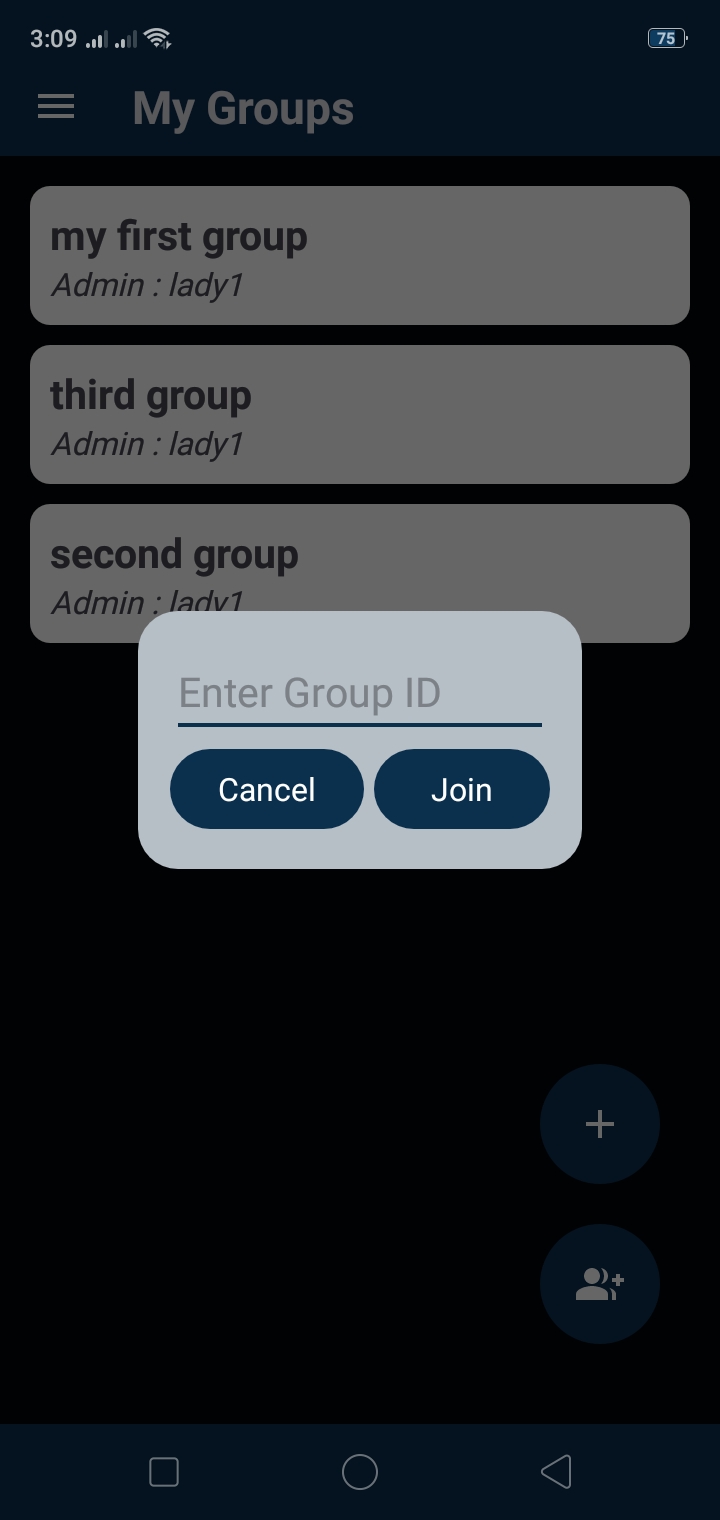 3:09
75
My Groups
my first group
Admin : lady1
third group
Admin : lady1
second group
Admin : lady1
Enter Group ID
Cancel
Join